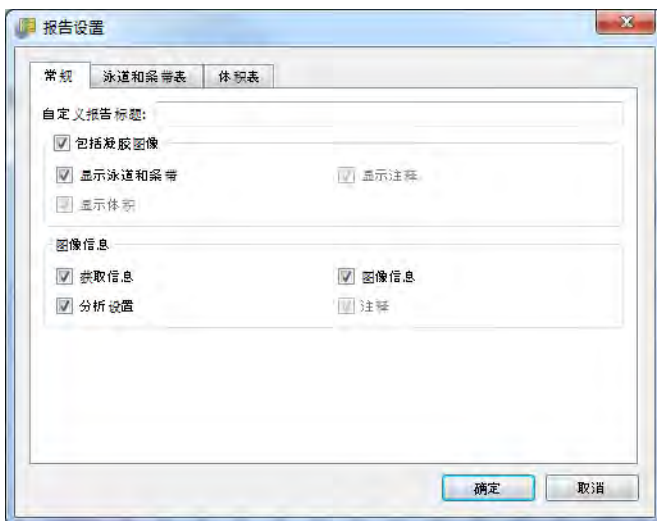 报告设置
常规 泳道和条带表 体积表
自定义报告标题:
包括凝胶图像
显示泳道和条带 显示注释
显示体积
图像信息
获取信息 图像信息
分析设置 注释
确定 取消